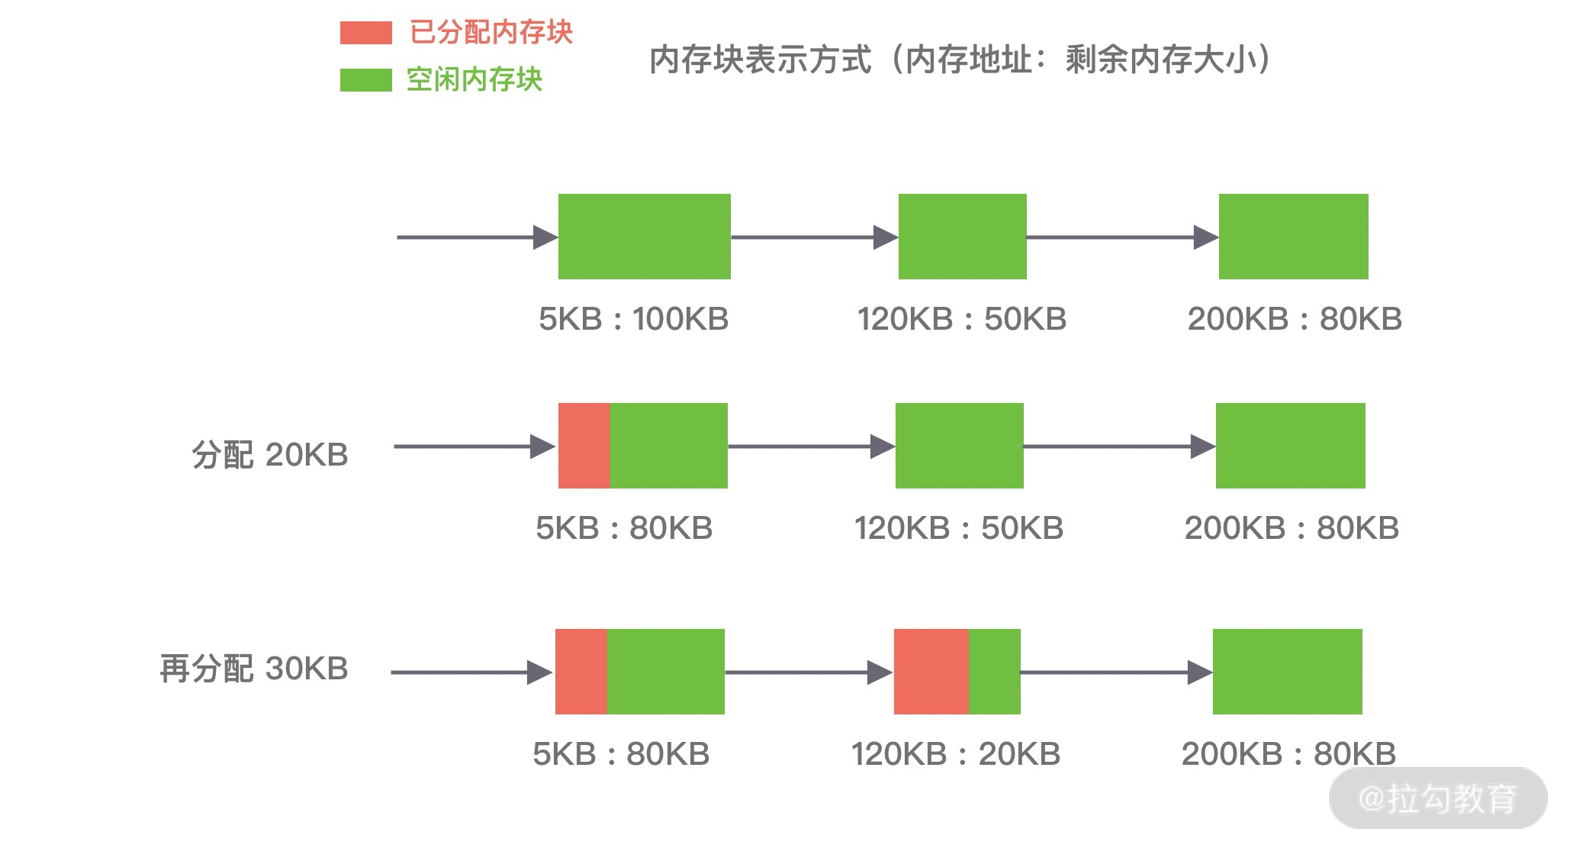 已分配内存块
空闲内存块
内存块表示方式（内存地址：剩余内存大小）
5KB : 100KB
120KB : 50KB
200KB : 80KB
分配 20KB
5KB : 80KB
120KB : 50KB
200KB : 80KB
再分配 30KB
5KB : 80KB
120KB : 20KB
200KB : 80KB
@拉勾教育